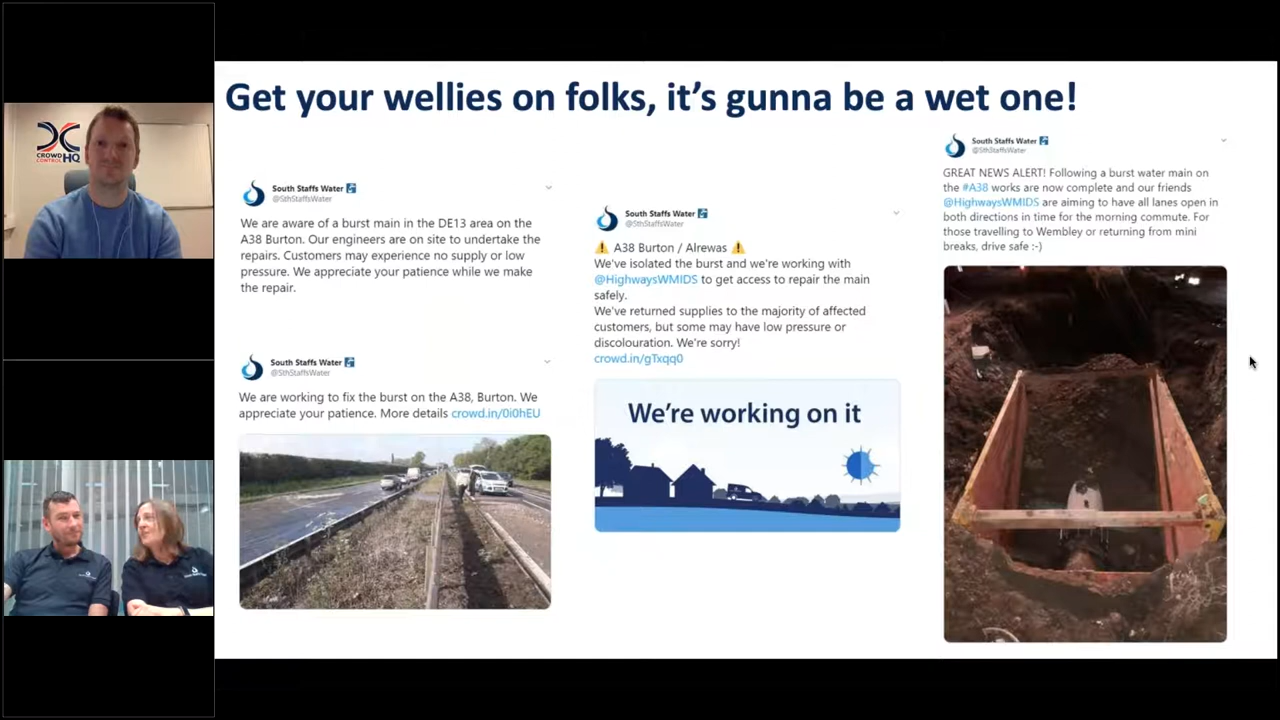 CROWD
CONTROL HQ
Get your wellies on folks, it's gunna be a wet one!
South Staffs Water
@SthStaffsWater
We are aware of a burst main in the DE13 area on the
A38 Burton. Our engineers are on site to undertake the
repairs. Customers may experience no supply or low
pressure. We appreciate your patience while we make
the repair.
South Staffs Water
@SthStaffsWater
We are working to fix the burst on the A38, Burton. We
appreciate your patience. More details crowd.in/0i0hEU
South Staffs Water
@SthStaffsWater
⚠ A38 Burton / Alrewas ⚠
We've isolated the burst and we're working with
@HighwaysWMIDS to get access to repair the main
safely.
We've returned supplies to the majority of affected
customers, but some may have low pressure or
discolouration. We're sorry!
crowd.in/gTxqq0
We're working on it
South Staffs Water
@SthStaffsWater
GREAT NEWS ALERT! Following a burst water main on
the #A38 works are now complete and our friends
@HighwaysWMIDS are aiming to have all lanes open in
both directions in time for the morning commute. For
those travelling to Wembley or returning from mini
breaks, drive safe :-)